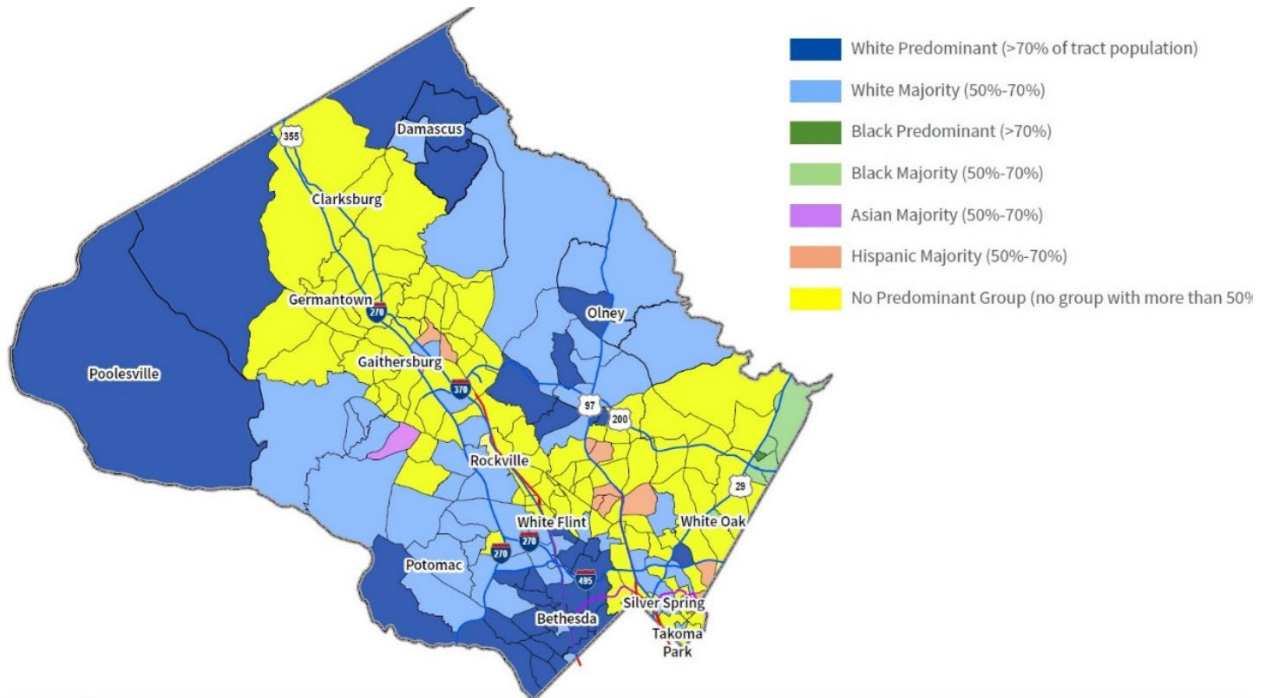 White Predominant (>70% of tract population)
White Majority (50%-70%)
Black Predominant (>70%)
Black Majority (50%-70%)
Asian Majority (50%-70%)
Hispanic Majority (50%-70%)
No Predominant Group (no group with more than 50%
355
Damascus
Clarksburg
Germantown
270
Olney
Gaithersburg
Poolesville
370
97
200
Rockville
29
White Flint
White Oak
270
270
Potomac
495
Silver Spring
Bethesda
Takoma
Park